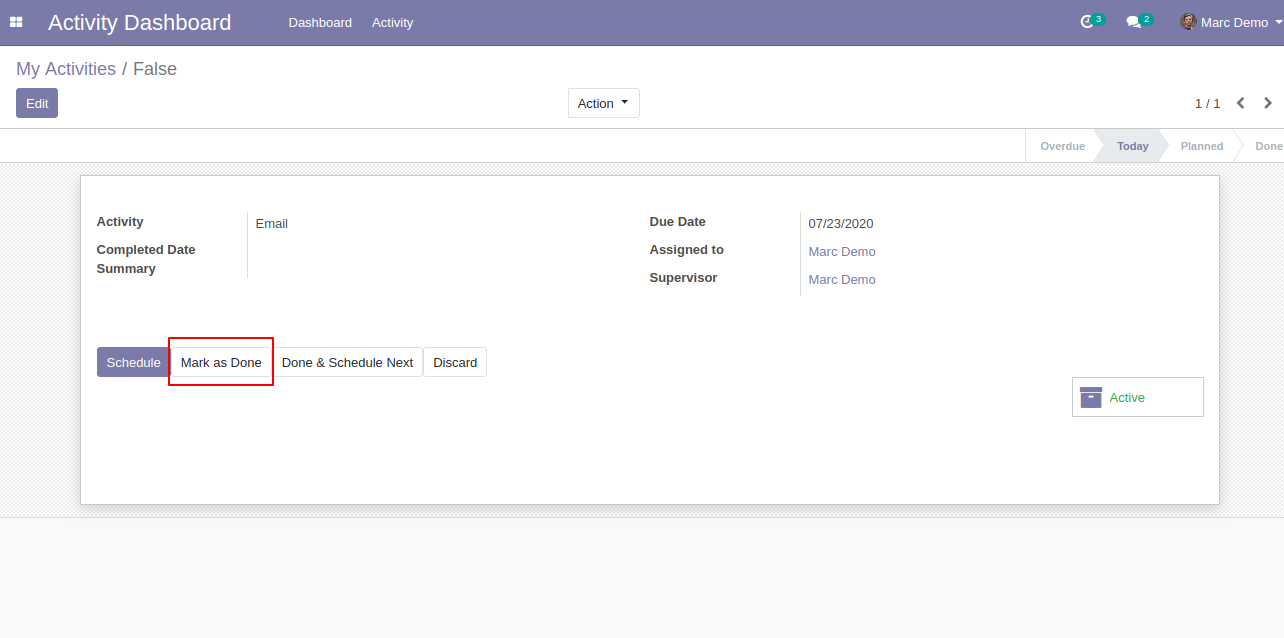 Activity Dashboard Dashboard Activity 3 2 Marc Demo
My Activities / False
Edit Action 1 / 1
Overdue Today Planned Done
Activity Email Due Date 07/23/2020
Completed Date Assigned to Marc Demo
Summary Supervisor Marc Demo
Schedule Mark as Done Done & Schedule Next Discard
Active